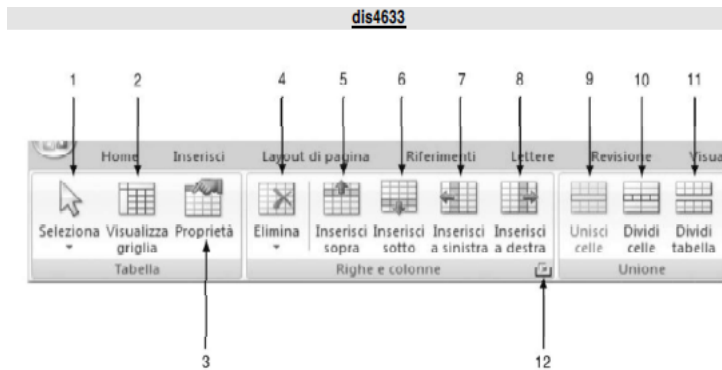 dis4633
1 2 4 5 6 7 8 9 10 11
Home Inserisci Layout di pagina Riferimenti Lettere Revisione Visua
Seleziona Visualizza Proprietà Elimina Inserisci Inserisci Inserisci Inserisci Unisci Dividi Dividi
griglia sopra sotto a sinistra a destra celle celle tabella
Tabella Righe e colonne Unione
3 12